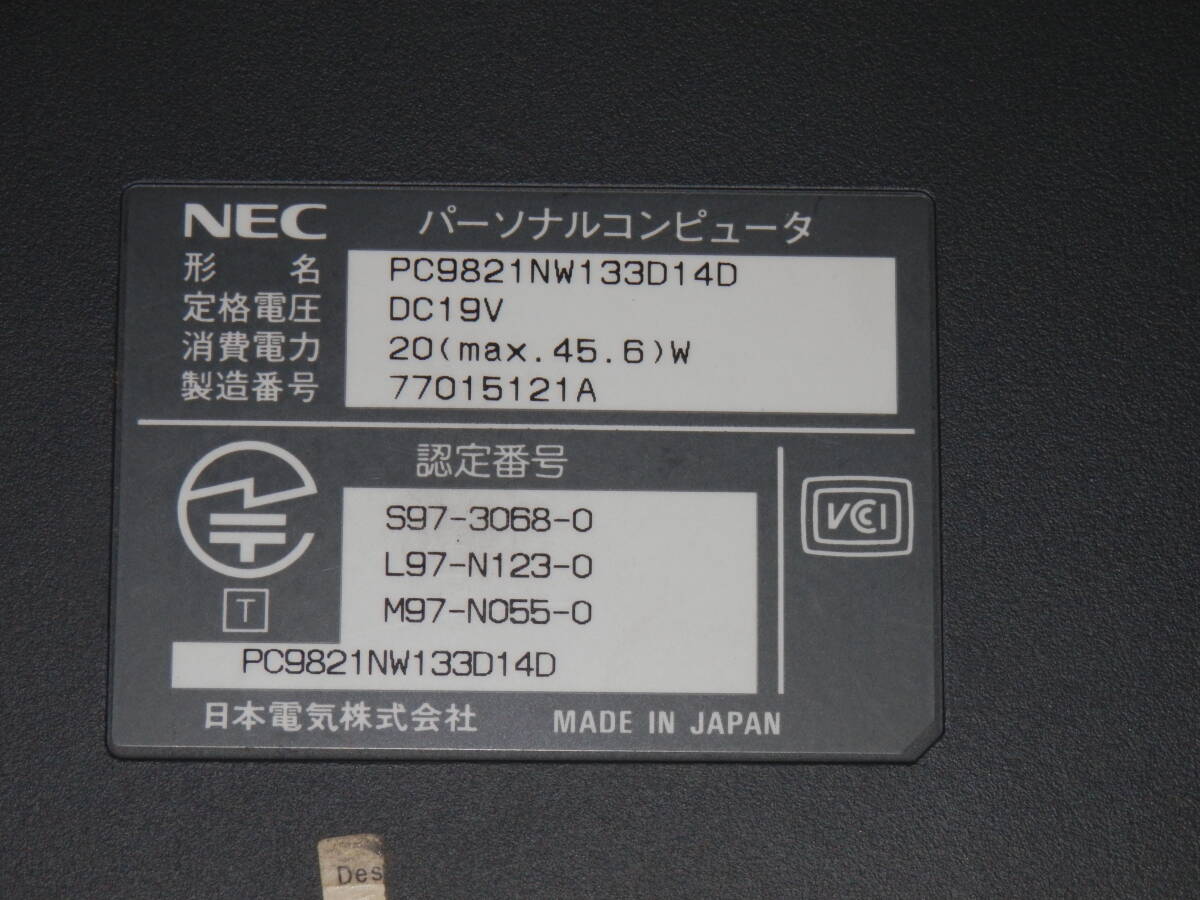 NEC パーソナルコンピュータ
形名 PC9821NW133D14D
定格電圧 DC19V
消費電力 20(max.45.6)W
製造番号 77015121A
認定番号
S97-3068-0
L97-N123-0
M97-N055-0
T
PC9821NW133D14D
VCCI
日本電気株式会社 MADE IN JAPAN
Des